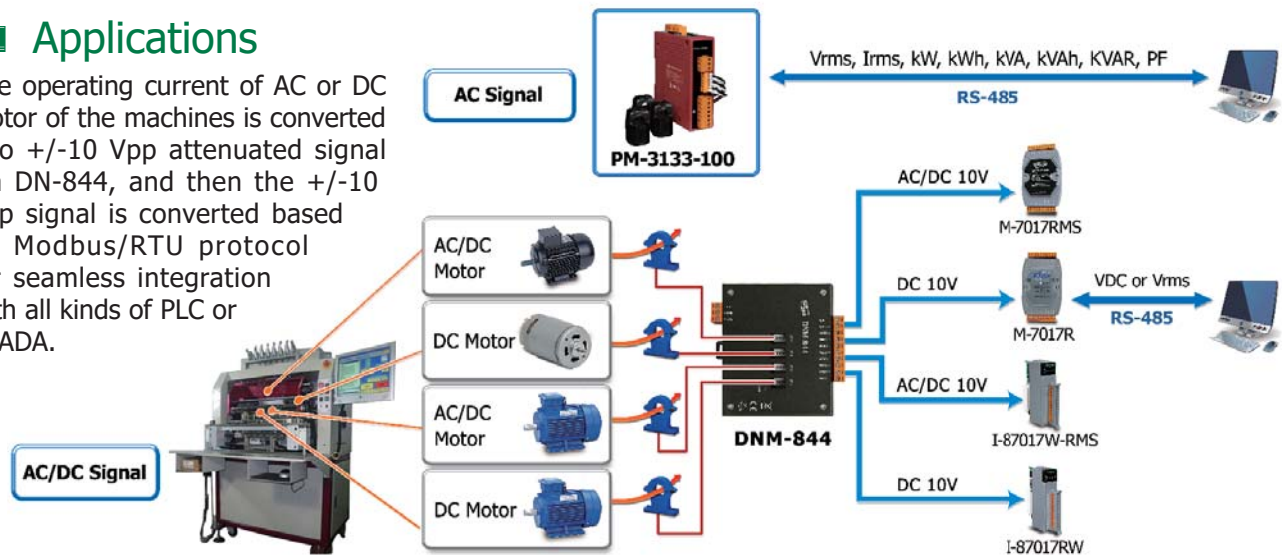 Applications
e operating current of AC or DC
otor of the machines is converted
o +/-10 Vpp attenuated signal
DN-844, and then the +/-10
p signal is converted based
Modbus/RTU protocol
seamless integration
th all kinds of PLC or
ADA.
AC Signal
PM-3133-100
Vrms, Irms, kW, kWh, kVA, kVAh, KVAR, PF
RS-485
AC/DC Signal
AC/DC
Motor
DC Motor
AC/DC
Motor
DC Motor
DNM-844
AC/DC 10V
M-7017RMS
DC 10V
M-7017R
VDC or Vrms
RS-485
AC/DC 10V
I-87017W-RMS
DC 10V
I-87017RW